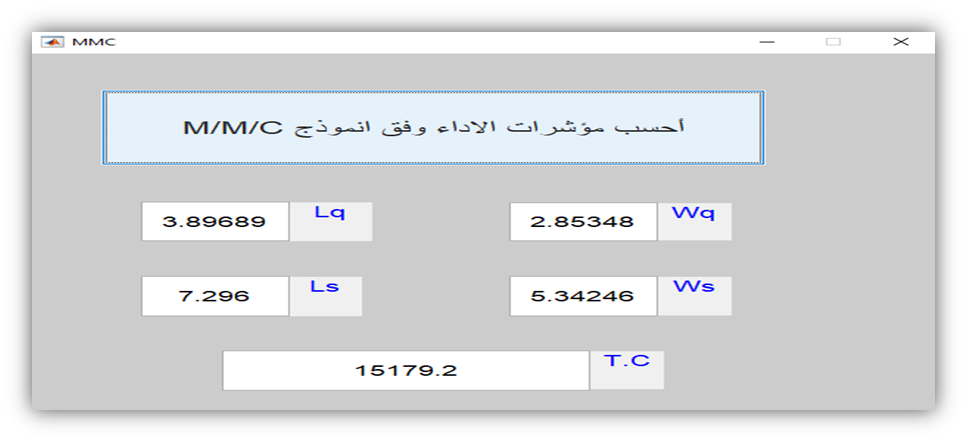 MMC
أحسب مؤشرات الاداء وفق انموذج M/M/C
3.89689 Lq 2.85348 Wq
7.296 Ls 5.34246 Ws
15179.2 T.C